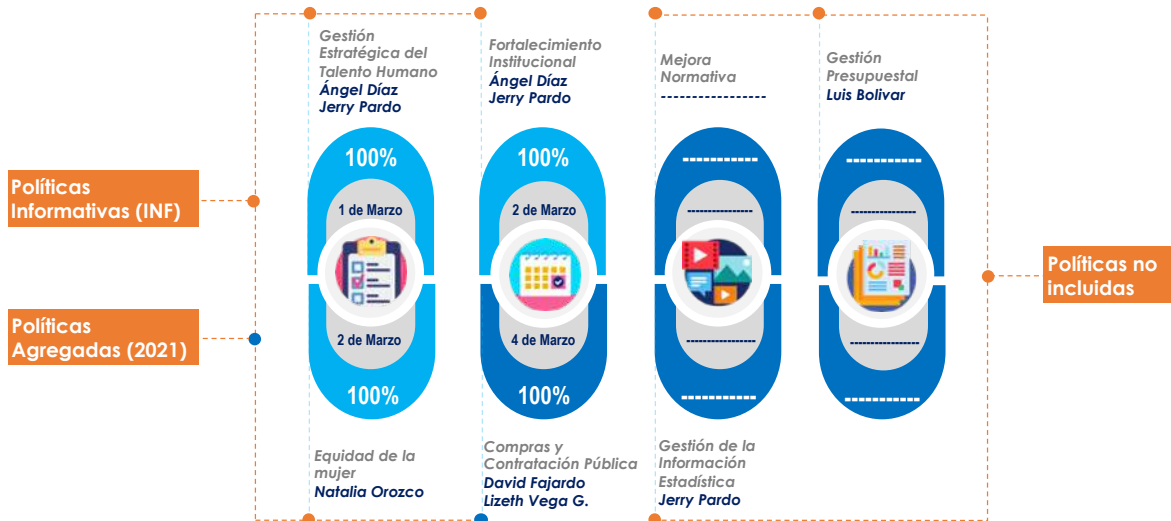 Gestión
Estratégica del
Talento Humano
Ángel Díaz
Jerry Pardo
Fortalecimiento
Institucional
Ángel Díaz
Jerry Pardo
Mejora
Normativa
-----------------
Gestión
Presupuestal
Luis Bolivar
100%
100%
------------
------------
1 de Marzo
2 de Marzo
---------------
---------------
Políticas
Informativas (INF)
Políticas no
incluidas
Políticas
Agregadas (2021)
2 de Marzo
4 de Marzo
---------------
---------------
100%
100%
------------
------------
Equidad de la
mujer
Natalia Orozco
Compras y
Contratación Pública
David Fajardo
Lizeth Vega G.
Gestión de la
Información
Estadística
Jerry Pardo